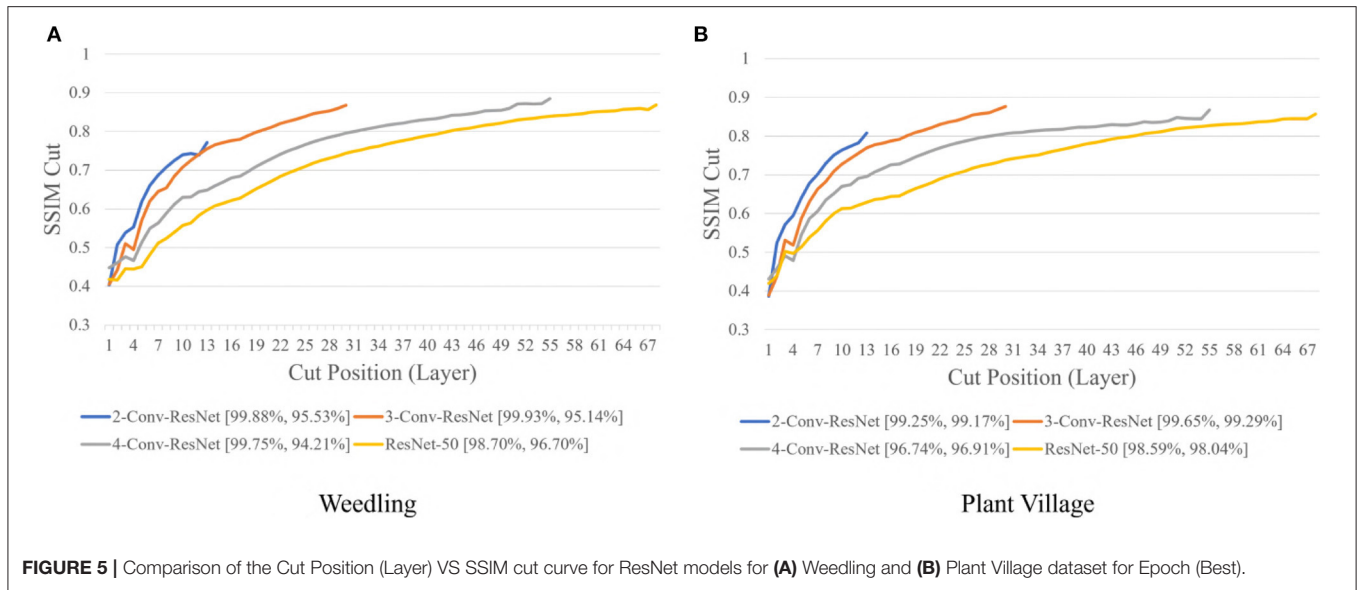 A
1
0.9
0.8
0.7
0.6
0.5
0.4
0.3
SSIM Cut
1 4 7 10 13 16 19 22 25 28 31 34 37 40 43 46 49 52 55 58 61 64 67
Cut Position (Layer)
2-Conv-ResNet [99.88%, 95.53%] 3-Conv-ResNet [99.93%, 95.14%]
4-Conv-ResNet [99.75%, 94.21%] ResNet-50 [98.70%, 96.70%]
Weedling
B
1
0.9
0.8
0.7
0.6
0.5
0.4
0.3
SSIM Cut
1 4 7 10 13 16 19 22 25 28 31 34 37 40 43 46 49 52 55 58 61 64 67
Cut Position (Layer)
2-Conv-ResNet [99.25%, 99.17%] 3-Conv-ResNet [99.65%, 99.29%]
4-Conv-ResNet [96.74%, 96.91%] ResNet-50 [98.59%, 98.04%]
Plant Village
FIGURE 5 | Comparison of the Cut Position (Layer) VS SSIM cut curve for ResNet models for (A) Weedling and (B) Plant Village dataset for Epoch (Best).